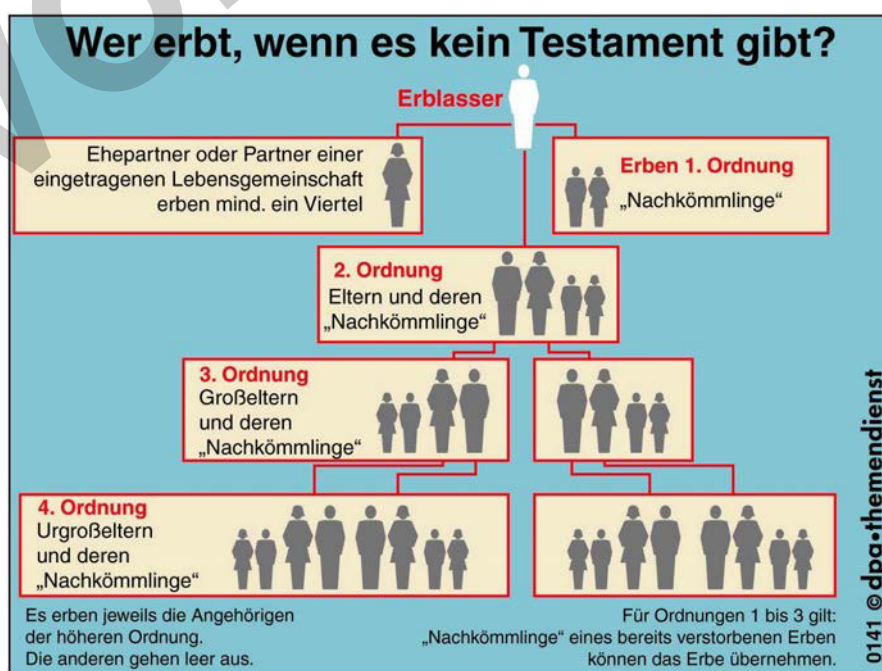 Wer erbt, wenn es kein Testament gibt?
Erblasser
Ehepartner oder Partner einer
eingetragenen Lebensgemeinschaft
erben mind. ein Viertel
Erben 1. Ordnung
„Nachkömmlinge“
2. Ordnung
Eltern und deren
„Nachkömmlinge“
3. Ordnung
Großeltern
und deren
„Nachkömmlinge“
4. Ordnung
Urgroßeltern
und deren
„Nachkömmlinge“
Es erben jeweils die Angehörigen
der höheren Ordnung.
Die anderen gehen leer aus.
Für Ordnungen 1 bis 3 gilt:
„Nachkömmlinge“ eines bereits verstorbenen Erben
können das Erbe übernehmen.
0141 © dpa•themendienst